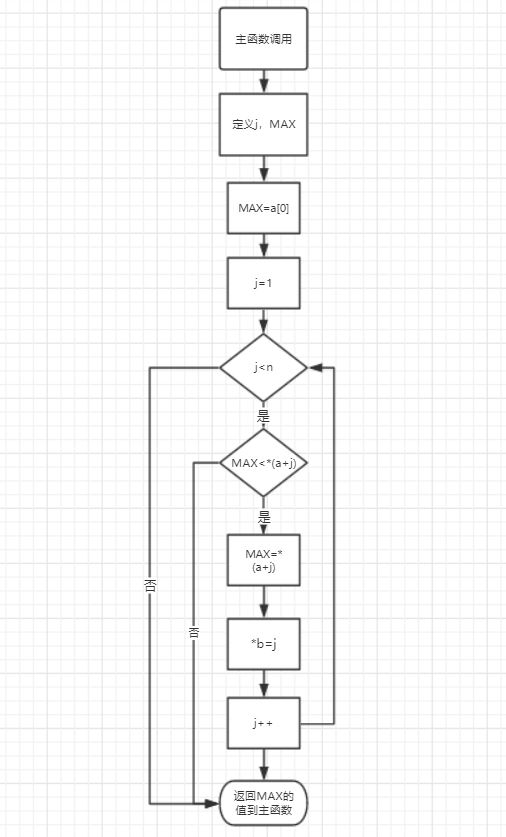 主函数调用
定义j，MAX
MAX=a[0]
j=1
j<n
是
MAX<*(a+j)
是
MAX=*
(a+j)
否
*b=j
否
j++
返回MAX的
值到主函数